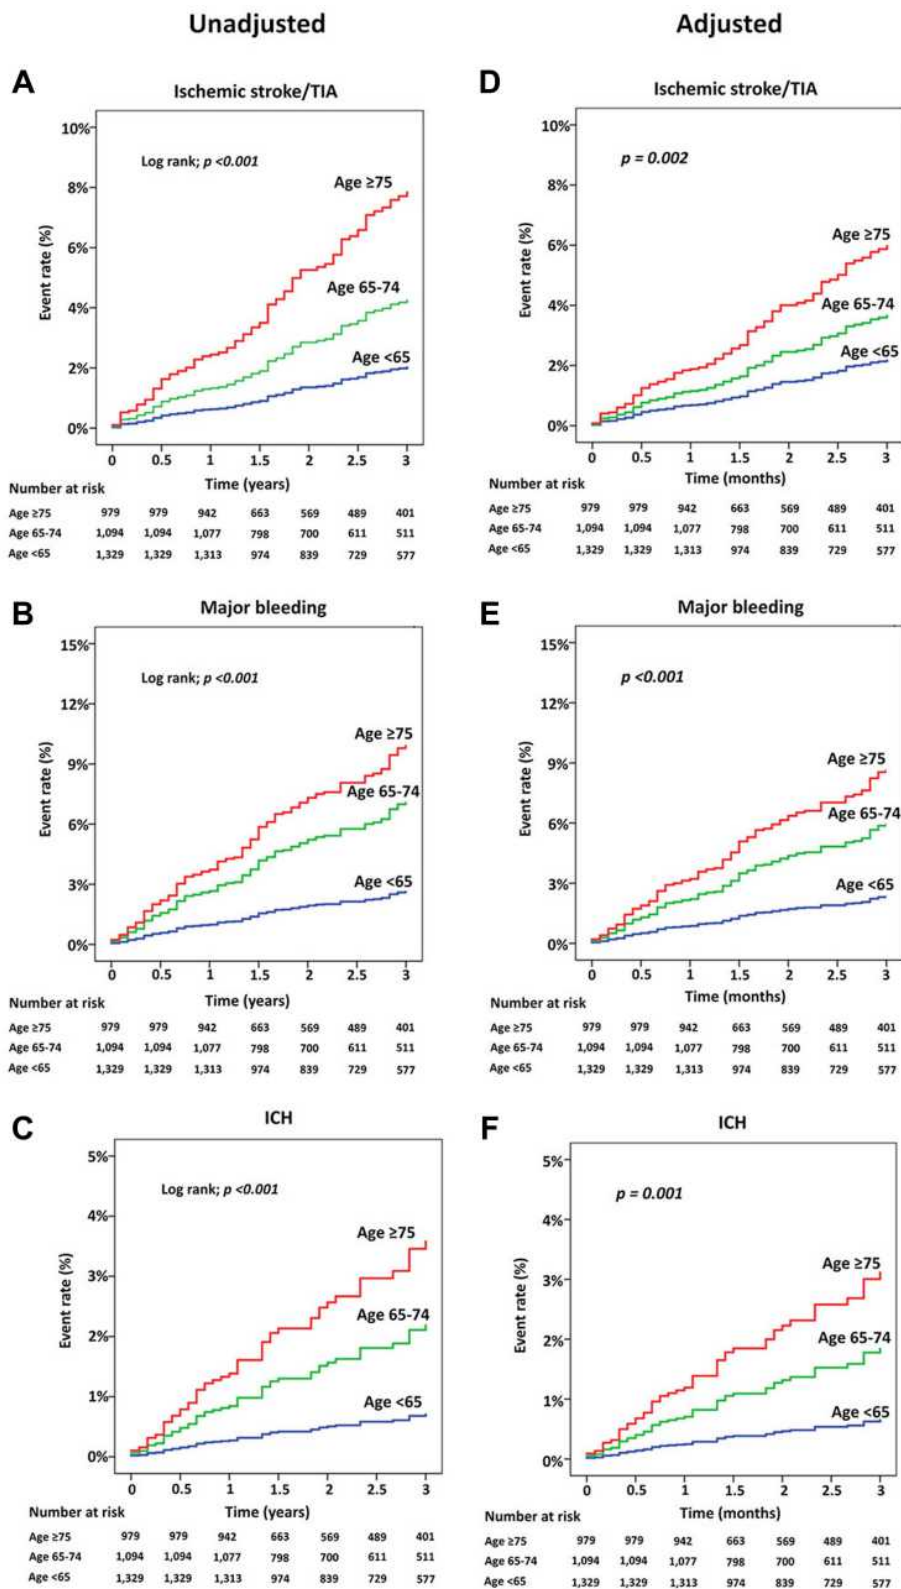 Unadjusted
Adjusted
A
Ischemic stroke/TIA
10%
8%
6%
4%
2%
0%
Event rate (%)
Log rank; p <0.001
Age ≥75
Age 65-74
Age <65
0 0.5 1 1.5 2 2.5 3
Time (years)
Number at risk
Age ≥75 979 979 942 663 569 489 401
Age 65-74 1,094 1,094 1,077 798 700 611 511
Age <65 1,329 1,329 1,313 974 839 729 577
D
Ischemic stroke/TIA
10%
8%
6%
4%
2%
0%
Event rate (%)
p = 0.002
Age ≥75
Age 65-74
Age <65
0 0.5 1 1.5 2 2.5 3
Time (months)
Number at risk
Age ≥75 979 979 942 663 569 489 401
Age 65-74 1,094 1,094 1,077 798 700 611 511
Age <65 1,329 1,329 1,313 974 839 729 577
B
Major bleeding
15%
12%
9%
6%
3%
0%
Event rate (%)
Log rank; p <0.001
Age ≥75
Age 65-74
Age <65
0 0.5 1 1.5 2 2.5 3
Time (years)
Number at risk
Age ≥75 979 979 942 663 569 489 401
Age 65-74 1,094 1,094 1,077 798 700 611 511
Age <65 1,329 1,329 1,313 974 839 729 577
E
Major bleeding
15%
12%
9%
6%
3%
0%
Event rate (%)
p <0.001
Age ≥75
Age 65-74
Age <65
0 0.5 1 1.5 2 2.5 3
Time (months)
Number at risk
Age ≥75 979 979 942 663 569 489 401
Age 65-74 1,094 1,094 1,077 798 700 611 511
Age <65 1,329 1,329 1,313 974 839 729 577
C
ICH
5%
4%
3%
2%
1%
0%
Event rate (%)
Log rank; p <0.001
Age ≥75
Age 65-74
Age <65
0 0.5 1 1.5 2 2.5 3
Time (years)
Number at risk
Age ≥75 979 979 942 663 569 489 401
Age 65-74 1,094 1,094 1,077 798 700 611 511
Age <65 1,329 1,329 1,313 974 839 729 577
F
ICH
5%
4%
3%
2%
1%
0%
Event rate (%)
p = 0.001
Age ≥75
Age 65-74
Age <65
0 0.5 1 1.5 2 2.5 3
Time (months)
Number at risk
Age ≥75 979 979 942 663 569 489 401
Age 65-74 1,094 1,094 1,077 798 700 611 511
Age <65 1,329 1,329 1,313 974 839 729 577